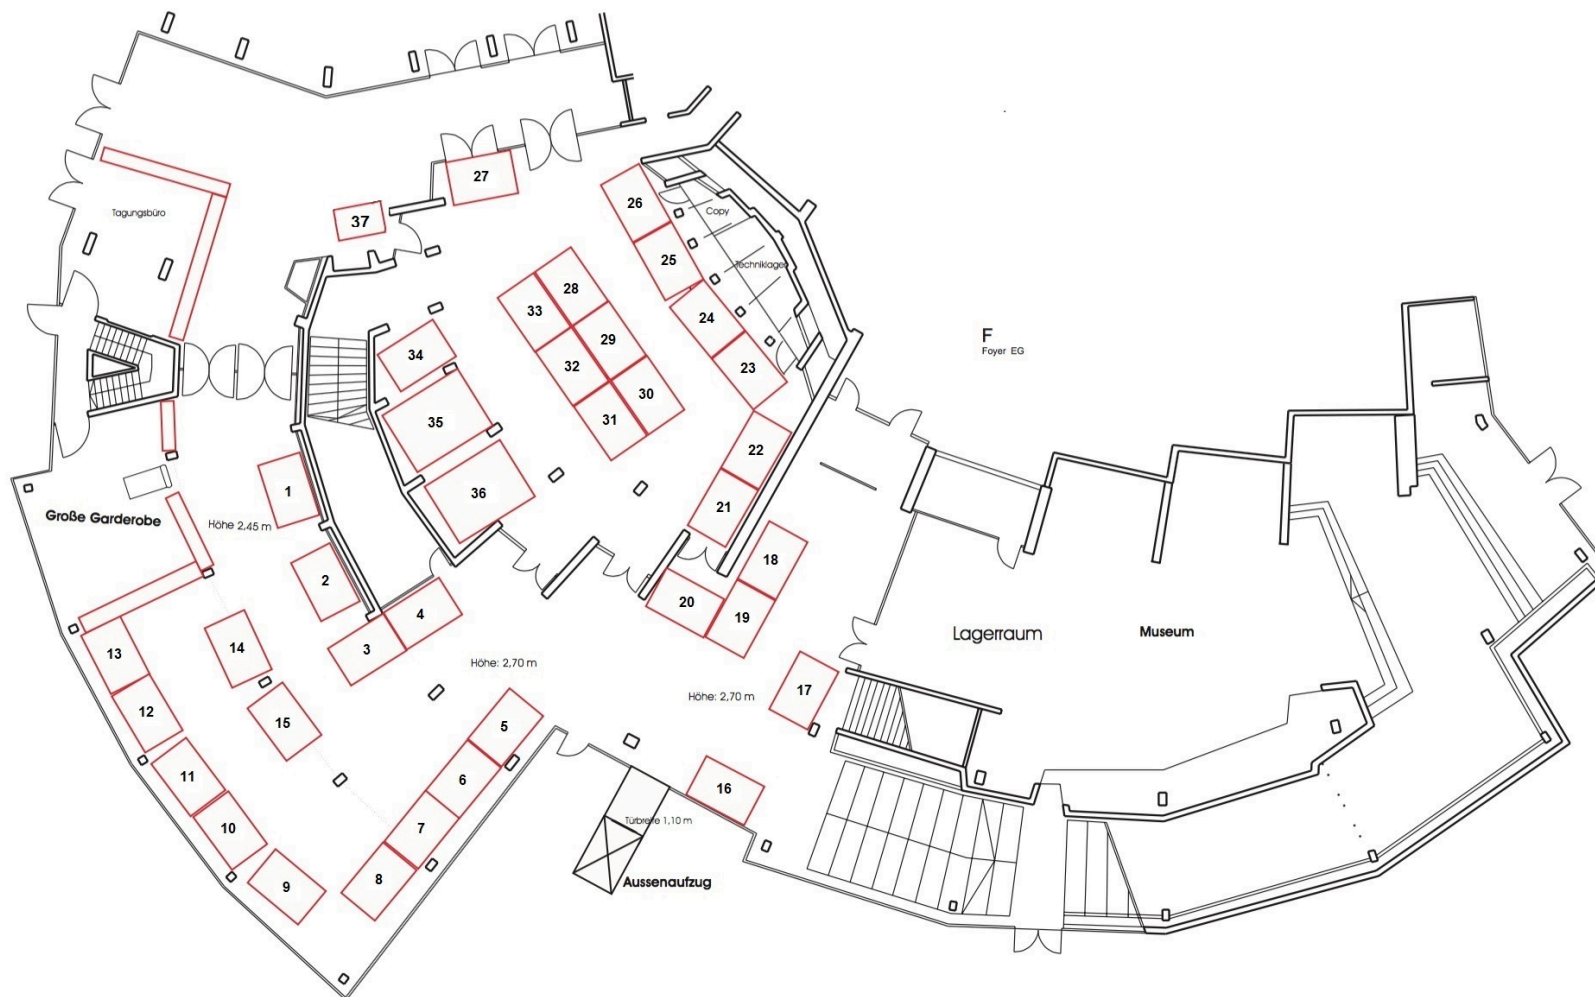 27
Tagungsbüro
37
26
Copy
25
Techniklager
28
33
24
29
34
32
23
30
35
31
22
F
Foyer EG
36
21
1
Große Garderobe
Höhe 2,45 m
2
18
20
19
4
3
14
13
Höhe: 2,70 m
Lagerraum
Museum
17
Höhe: 2,70 m
12
15
5
11
6
16
10
7
Türbreite 1,10 m
9
8
Aussenaufzug